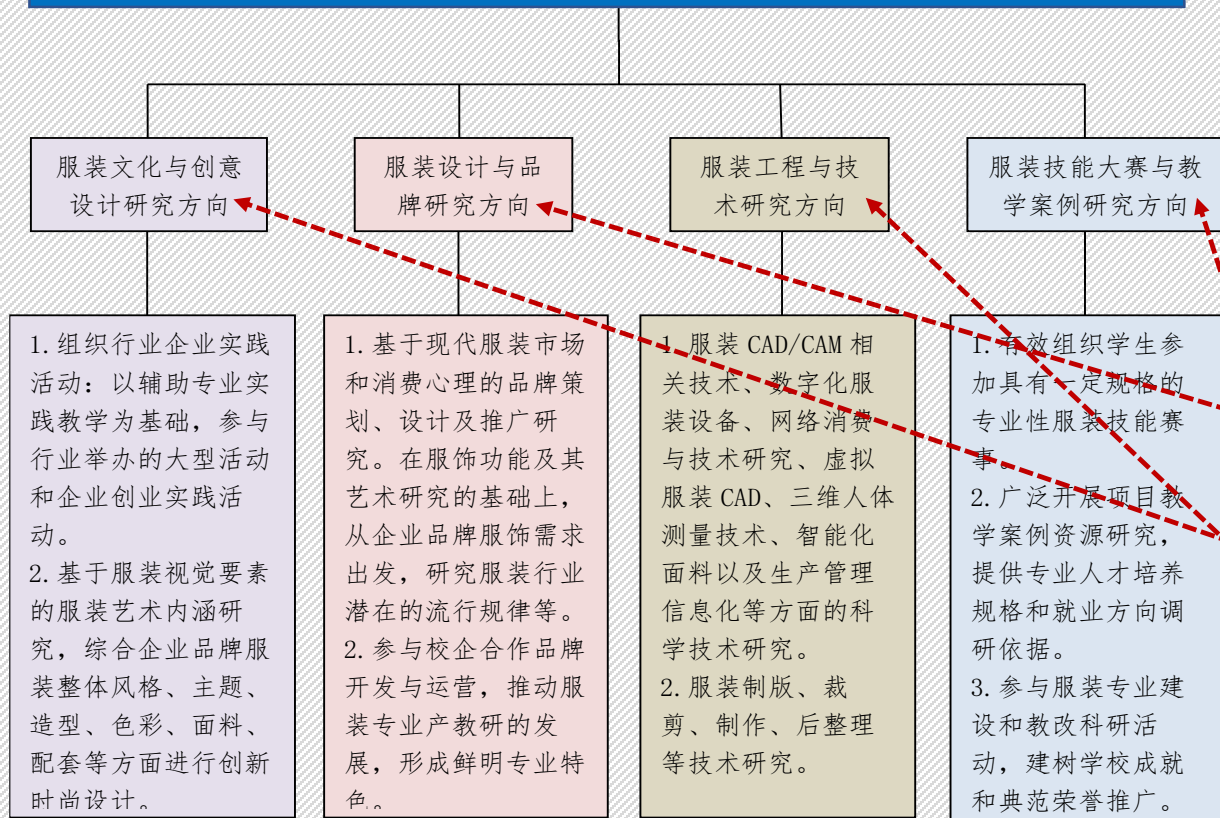 服装文化与创意
设计研究方向
服装设计与品
牌研究方向
服装工程与技
术研究方向
服装技能大赛与教
学案例研究方向
1.组织行业企业实践
活动：以辅助专业实
践教学为基础，参与
行业举办的大型活动
和企业创业实践活
动。
2.基于服装视觉要素
的服装艺术内涵研
究，综合企业品牌服
装整体风格、主题、
造型、色彩、面料、
配套等方面进行创新
时尚设计。
1.基于现代服装市场
和消费心理的品牌策
划、设计及推广研
究。在服饰功能及其
艺术研究的基础上，
从企业品牌服饰需求
出发，研究服装行业
潜在的流行规律等。
2.参与校企合作品牌
开发与运营，推动服
装专业产教研的发
展，形成鲜明专业特
色。
1.服装 CAD/CAM 相
关技术、数字化服
装设备、网络消费
与技术研究、虚拟
服装 CAD、三维人体
测量技术、智能化
面料以及生产管理
信息化等方面的科
学技术研究。
2.服装制版、裁
剪、制作、后整理
等技术研究。
1.有效组织学生参
加具有一定规格的
专业性服装技能赛
事。
2.广泛开展项目教
学案例资源研究，
提供专业人才培养
规格和就业方向调
研依据。
3.参与服装专业建
设和教改科研活
动，建树学校成就
和典范荣誉推广。